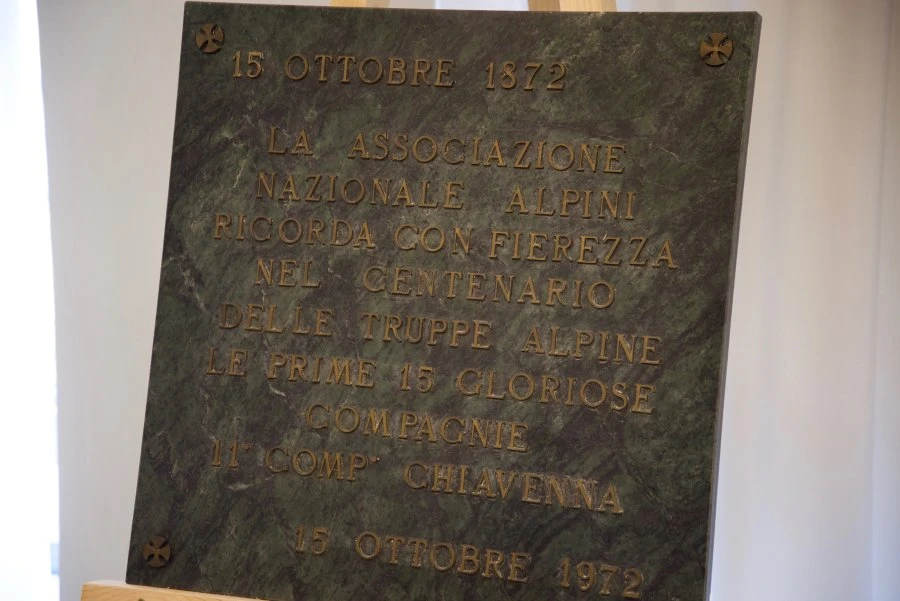 15 OTTOBRE 1872
LA ASSOCIAZIONE
NAZIONALE ALPINI
RICORDA CON FIEREZZA
NEL CENTENARIO
DELLE TRUPPE ALPINE
LE PRIME 15 GLORIOSE
COMPAGNIE
11ᵐᵃ COMPᵃ CHIAVENNA
15 OTTOBRE 1972